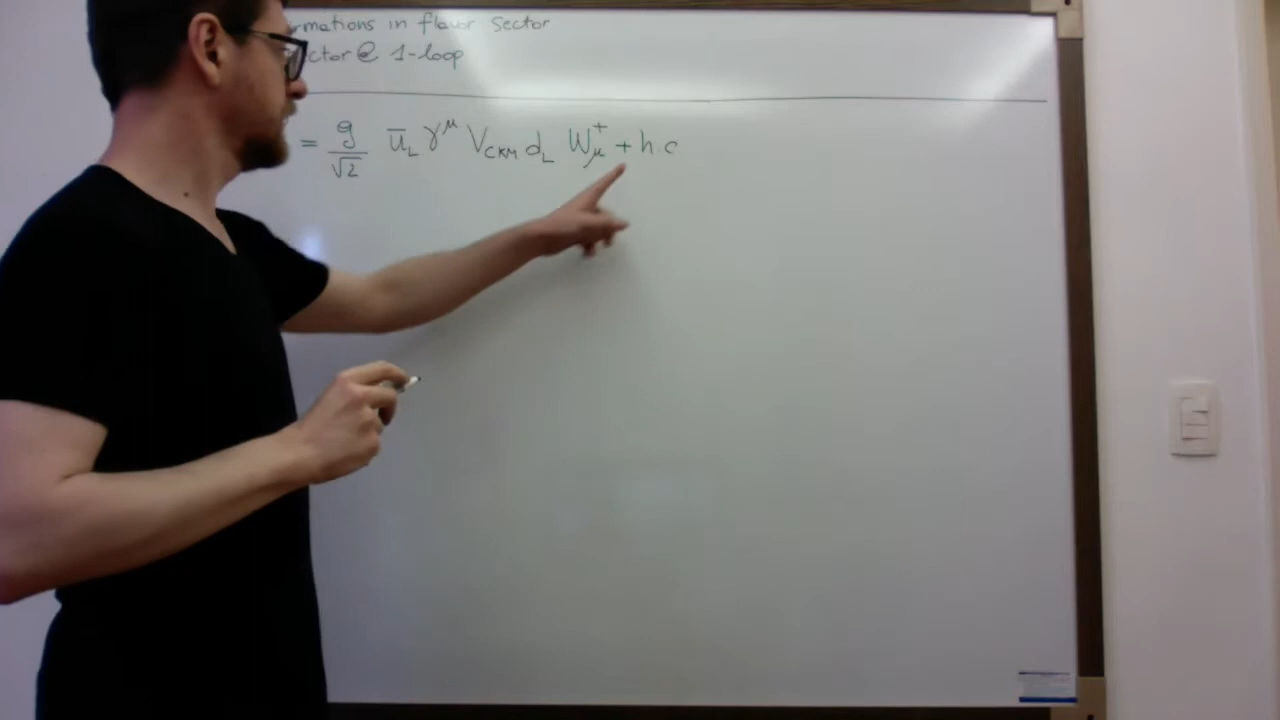 rmations in flavor sector
ctor @ 1-loop
= g/√2 ū_L γ^μ V_CKM d_L W_μ^+ + h c